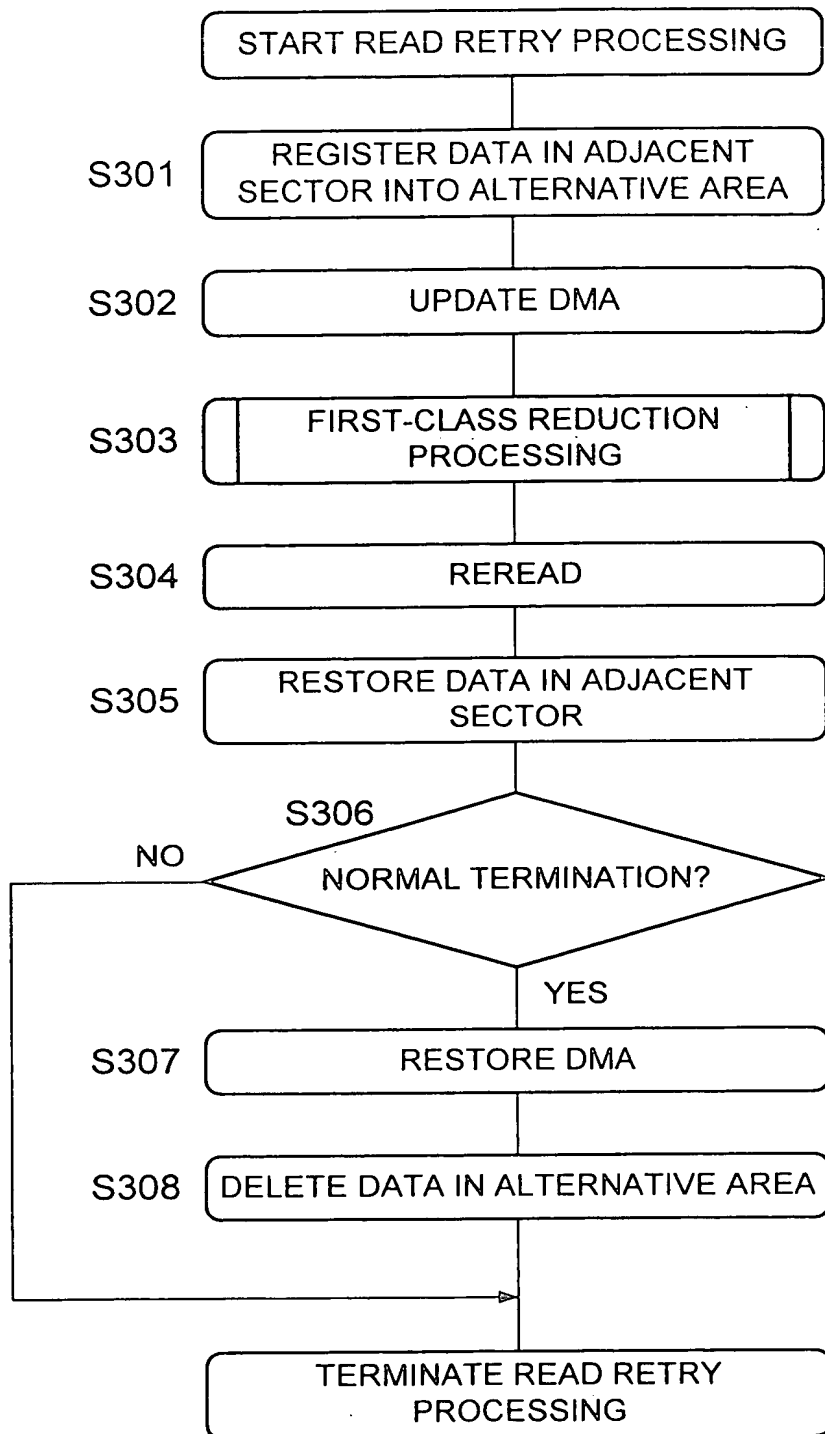 START READ RETRY PROCESSING
S301
REGISTER DATA IN ADJACENT
SECTOR INTO ALTERNATIVE AREA
S302
UPDATE DMA
S303
FIRST-CLASS REDUCTION
PROCESSING
S304
REREAD
S305
RESTORE DATA IN ADJACENT
SECTOR
S306
NO
NORMAL TERMINATION?
YES
S307
RESTORE DMA
S308
DELETE DATA IN ALTERNATIVE AREA
TERMINATE READ RETRY
PROCESSING